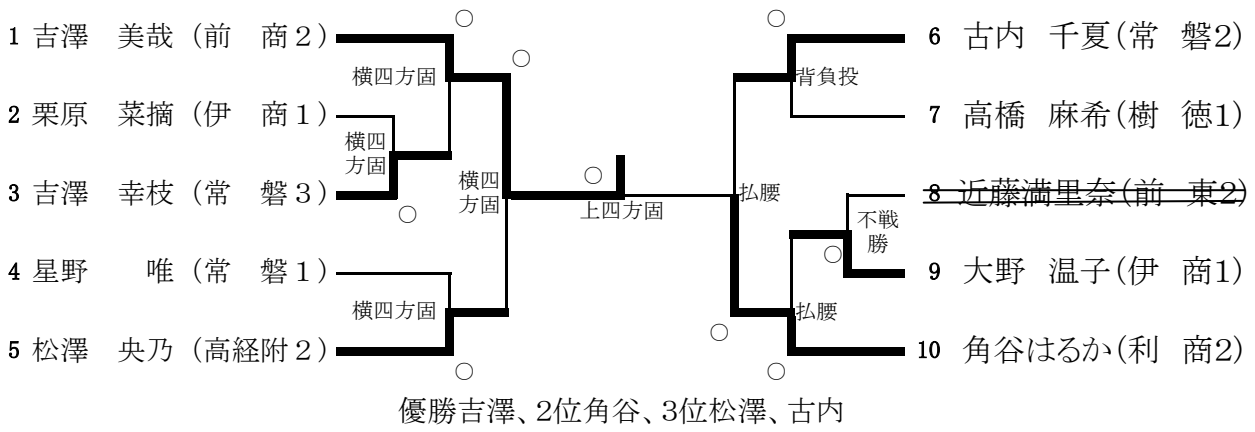 ○ ○
1 吉澤 美哉 (前 商2) 6 古内 千夏(常 磐2)
○
横四方固 背負投
2 栗原 菜摘 (伊 商1) 7 高橋 麻希(樹 徳1)
横四
方固
横四
方固
○
3 吉澤 幸枝 (常 磐3) 払腰 8 近藤満里奈(前 東2)
○ 上四方固 不戦
勝
○
4 星野 唯 (常 磐1) 9 大野 温子(伊 商1)
横四方固 払腰
○
5 松澤 央乃 (高経附2) 10 角谷はるか(利 商2)
○ ○
優勝吉澤、2位角谷、3位松澤、古内